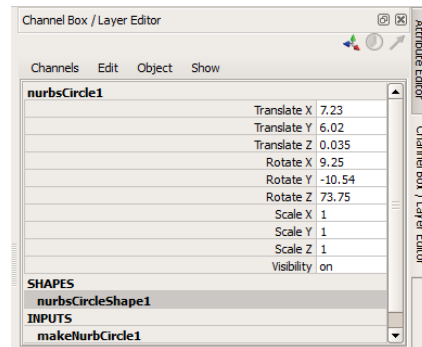 Channel Box / Layer Editor
Channels Edit Object Show
nurbsCircle1
Translate X 7.23
Translate Y 6.02
Translate Z 0.035
Rotate X 9.25
Rotate Y -10.54
Rotate Z 73.75
Scale X 1
Scale Y 1
Scale Z 1
Visibility on
SHAPES
nurbsCircleShape1
INPUTS
makeNurbCircle1
Attribute Editor
Channel Box / Layer Editor